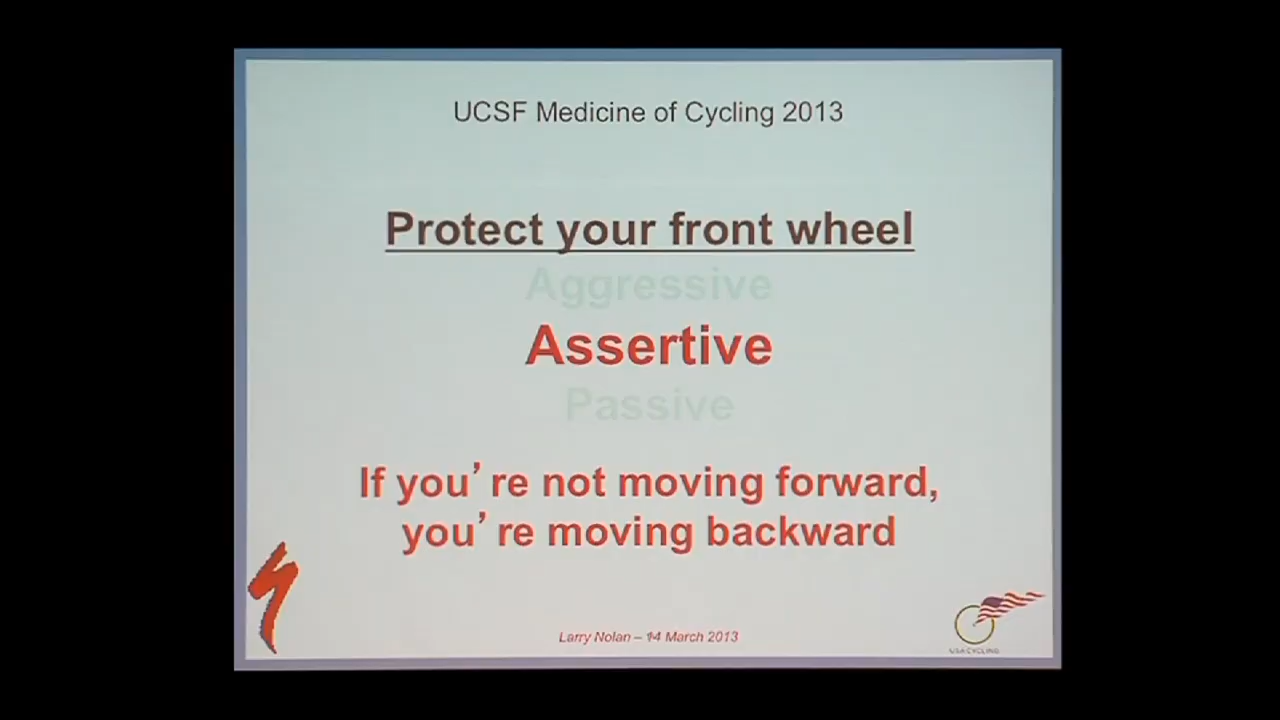 UCSF Medicine of Cycling 2013
Protect your front wheel
Aggressive
Assertive
Passive
If you’re not moving forward,
you’re moving backward
Larry Nolan – 14 March 2013
USA CYCLING